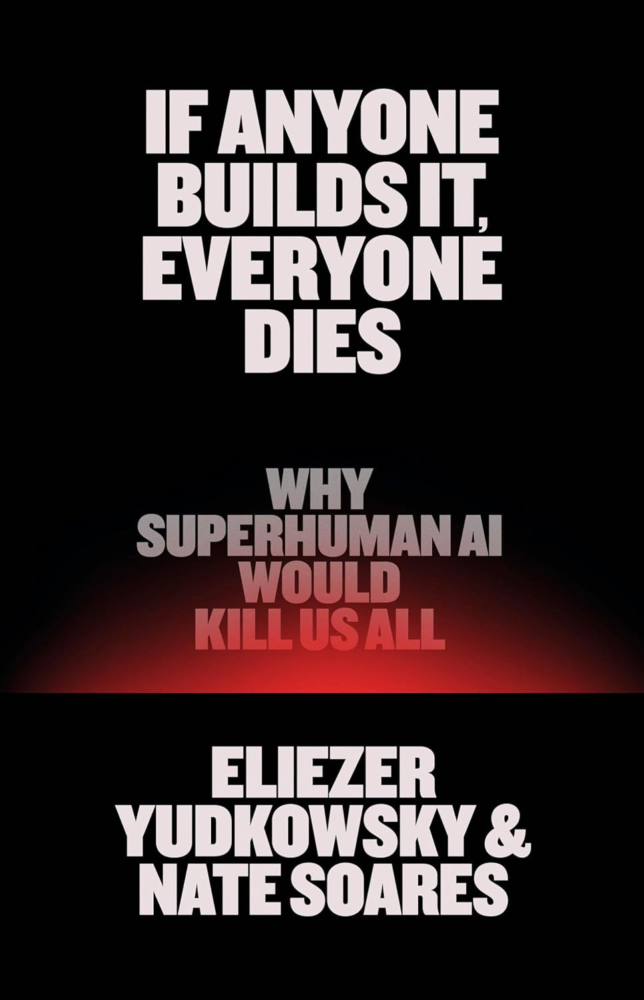 IF ANYONE
BUILDS IT,
EVERYONE
DIES
WHY
SUPERHUMAN AI
WOULD
KILL US ALL
ELIEZER
YUDKOWSKY &
NATE SOARES